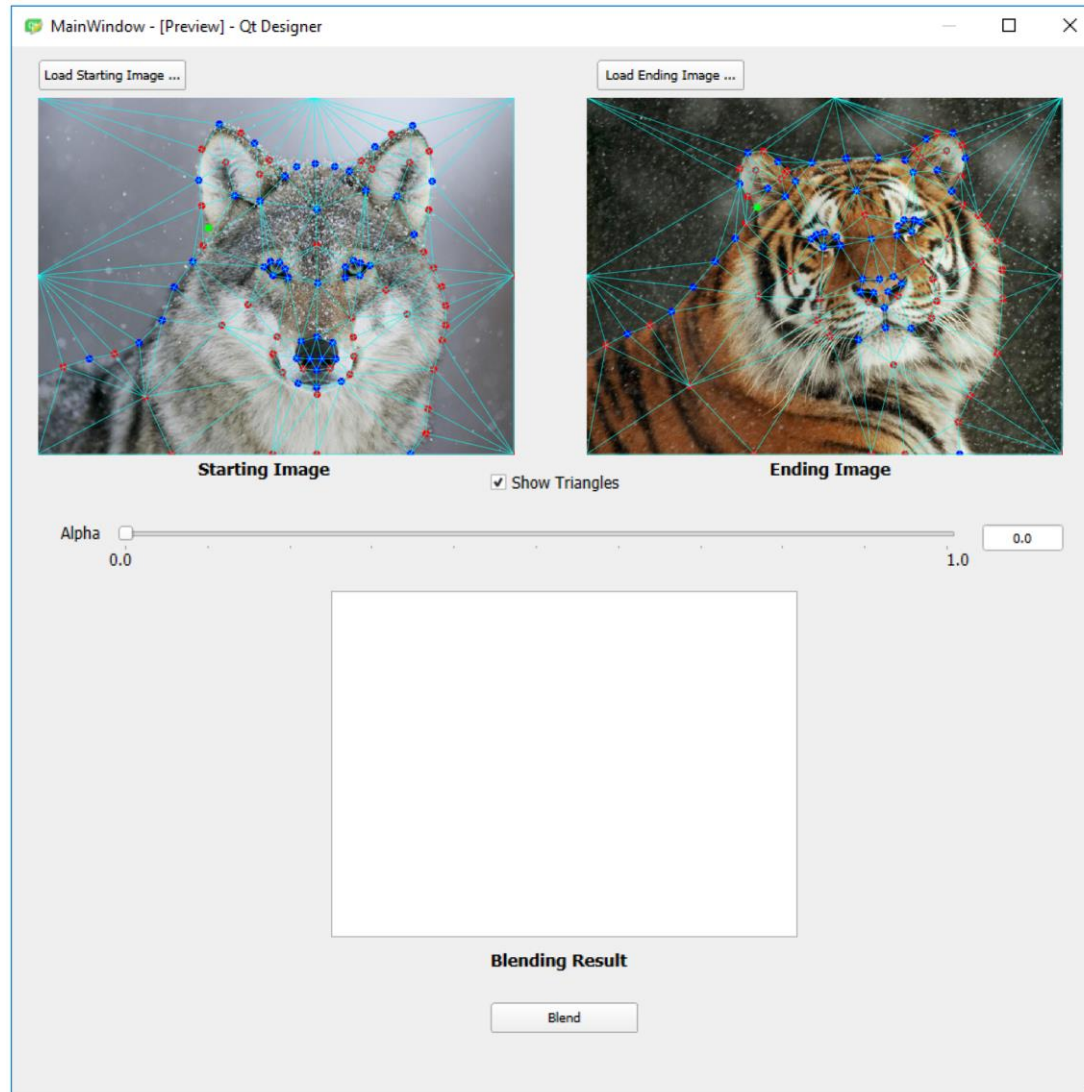 MainWindow - [Preview] - Qt Designer
Load Starting Image ...
Load Ending Image ...
Starting Image
Ending Image
Show Triangles
Alpha
0.0
0.0
1.0
Blending Result
Blend